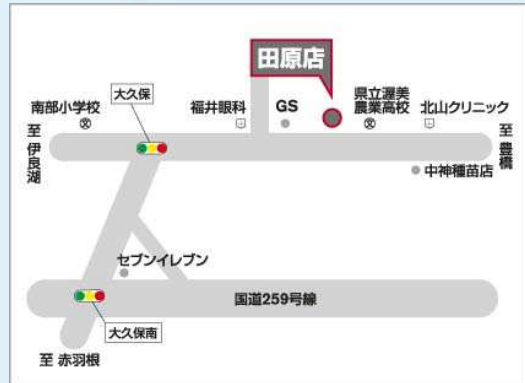 田原店
大久保
南部小学校
福井眼科
GS
県立渥美
農業高校
北山クリニック
至 伊良湖
至 豊橋
中神種苗店
セブンイレブン
国道259号線
大久保南
至 赤羽根